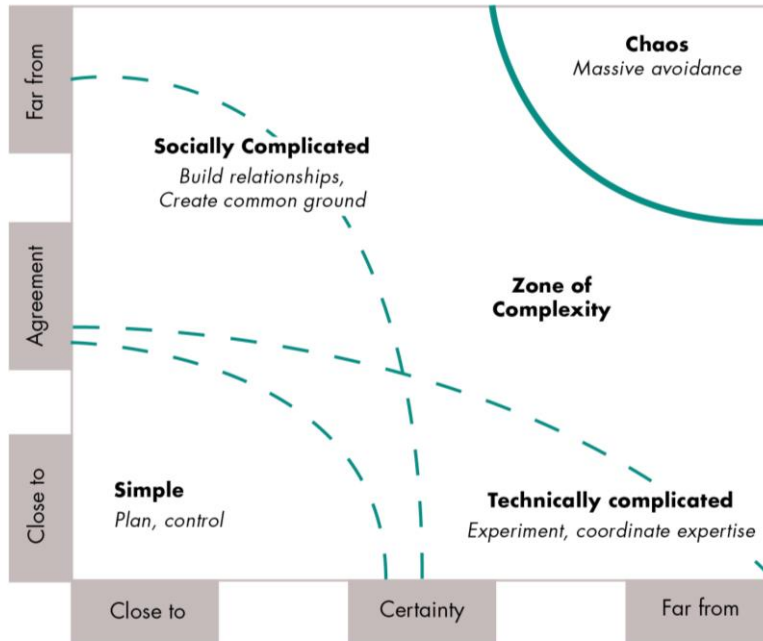 Far from
Agreement
Close to
Chaos
Massive avoidance
Socially Complicated
Build relationships,
Create common ground
Zone of
Complexity
Simple
Plan, control
Technically complicated
Experiment, coordinate expertise
Close to
Certainty
Far from